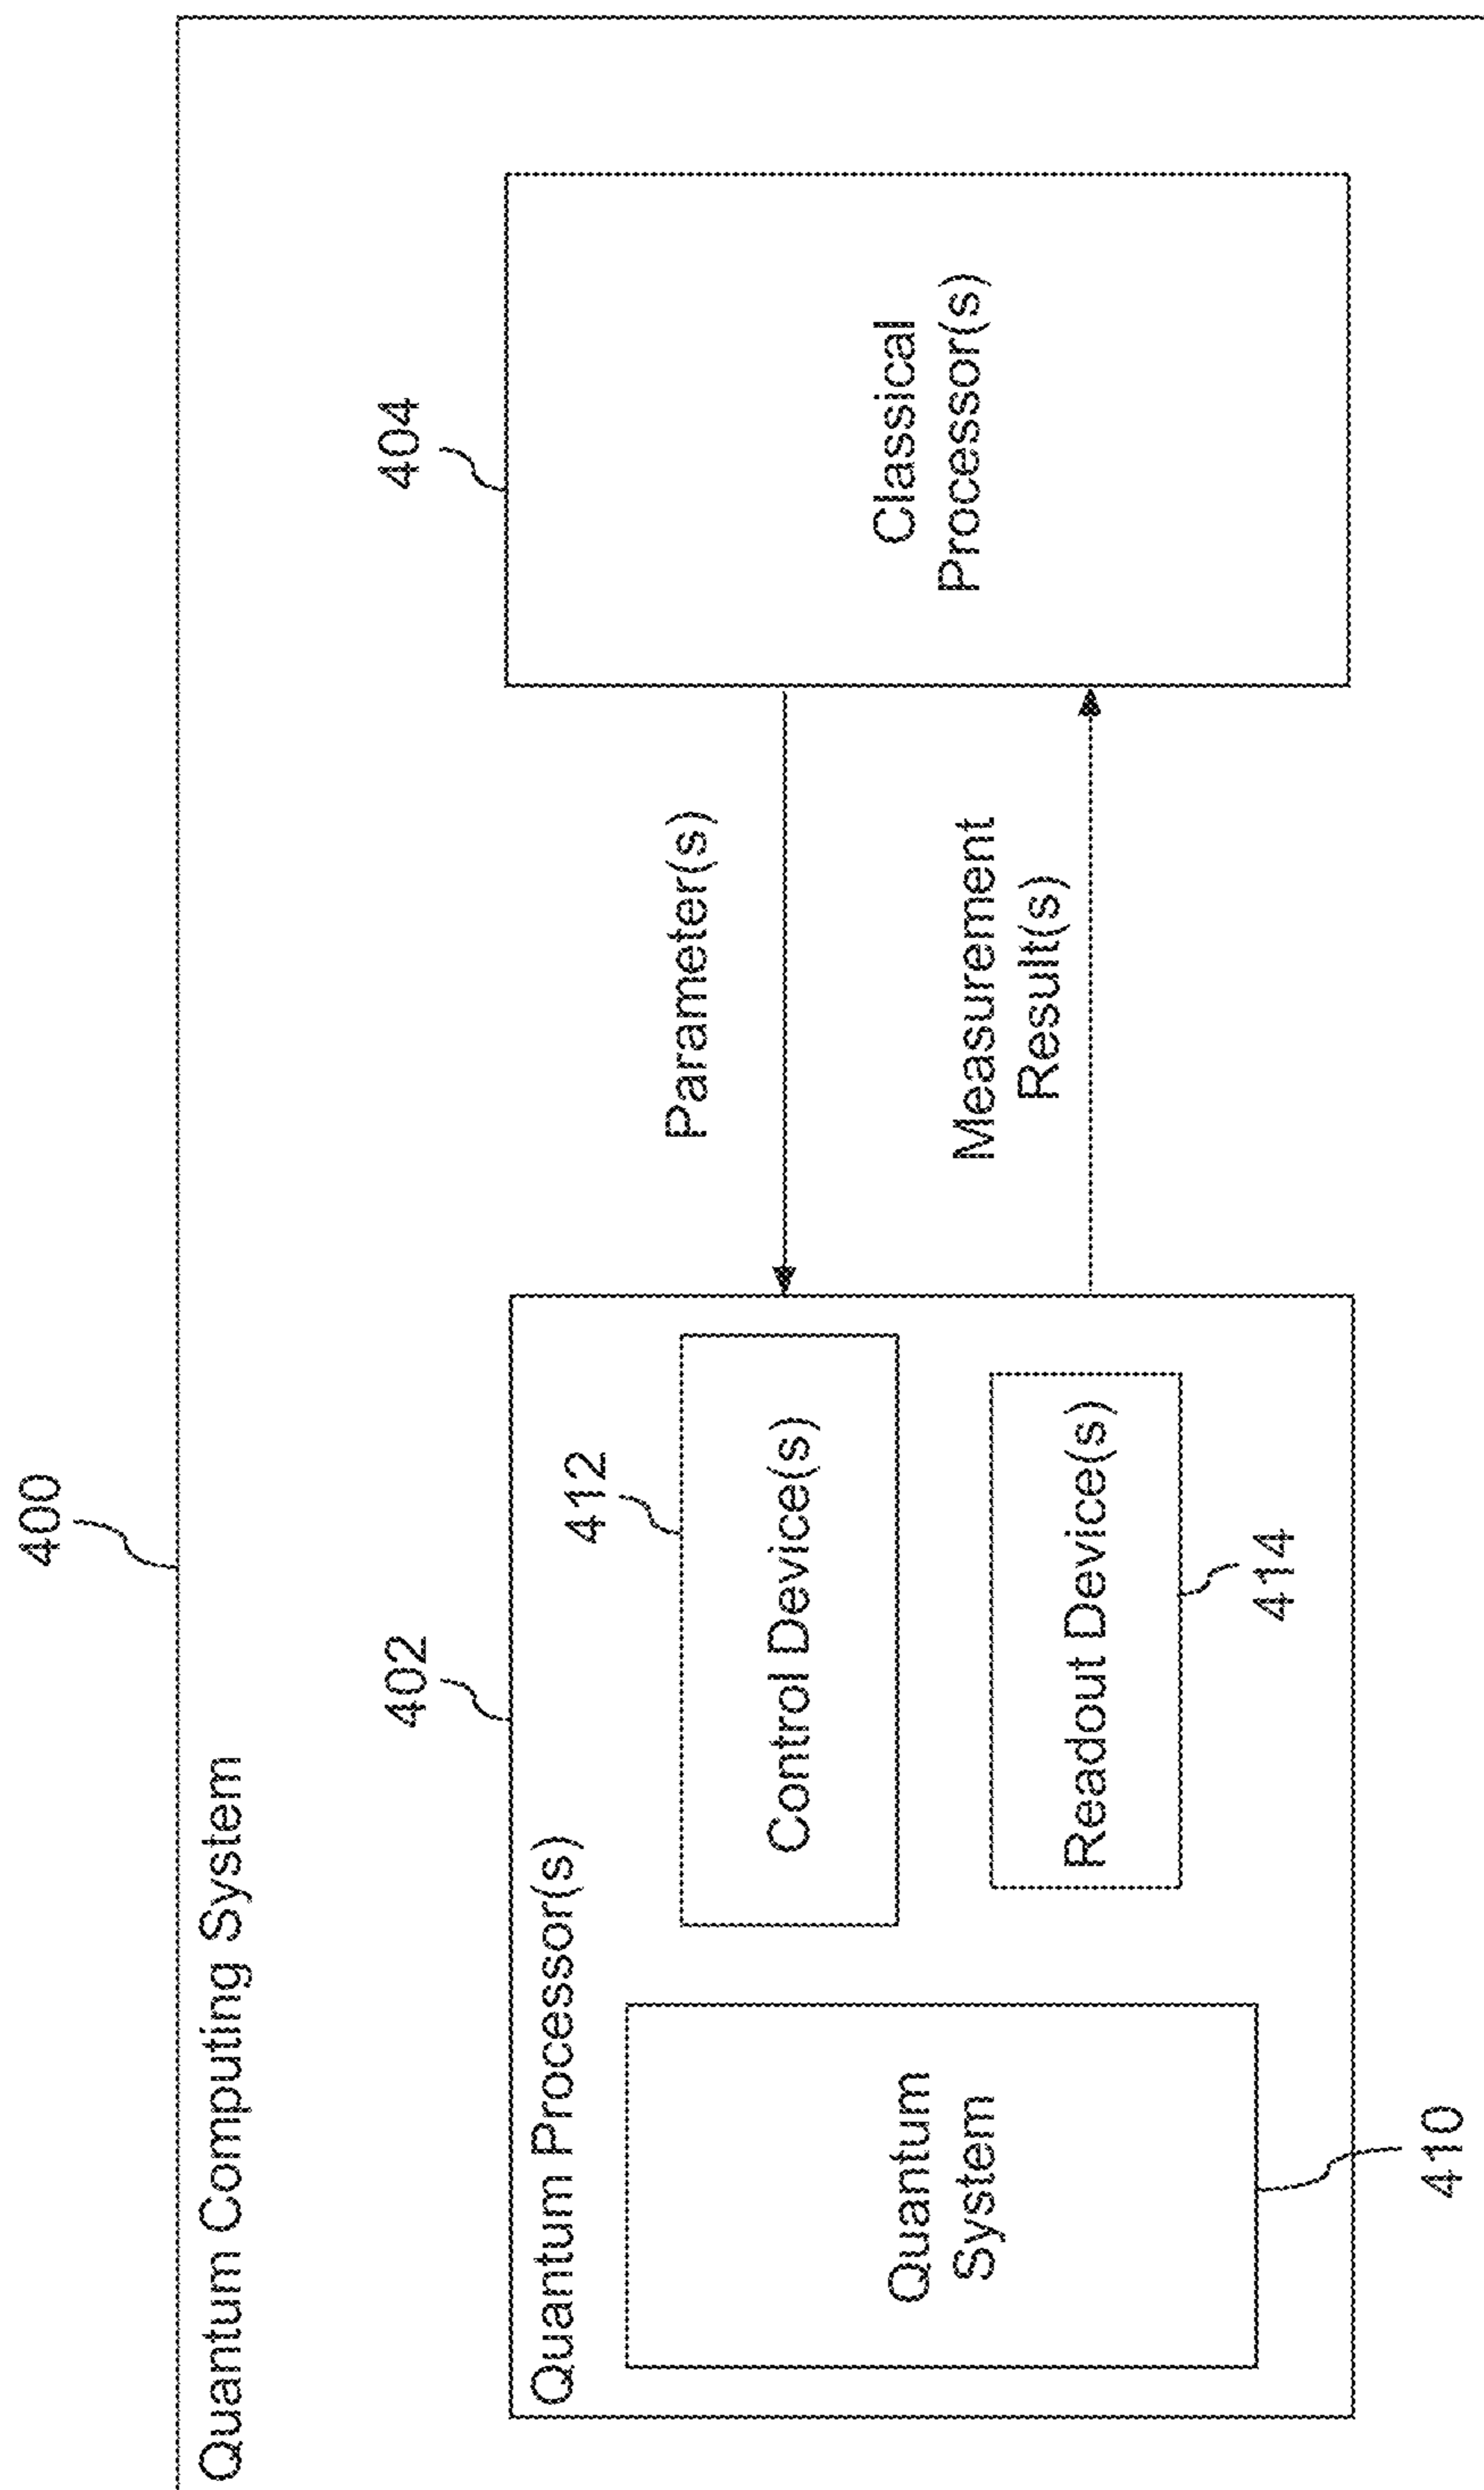 400
Quantum Computing System
402
Quantum Processor(s)
Quantum
System
410
412
Control Device(s)
Readout Device(s)
414
Parameter(s)
Measurement
Result(s)
404
Classical
Processor(s)